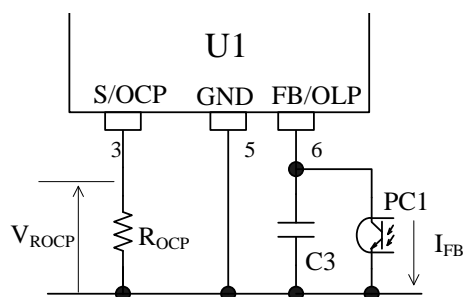 U1
S/OCP GND FB/OLP
3 5 6
PC1
VROCP ROCP IFB
C3